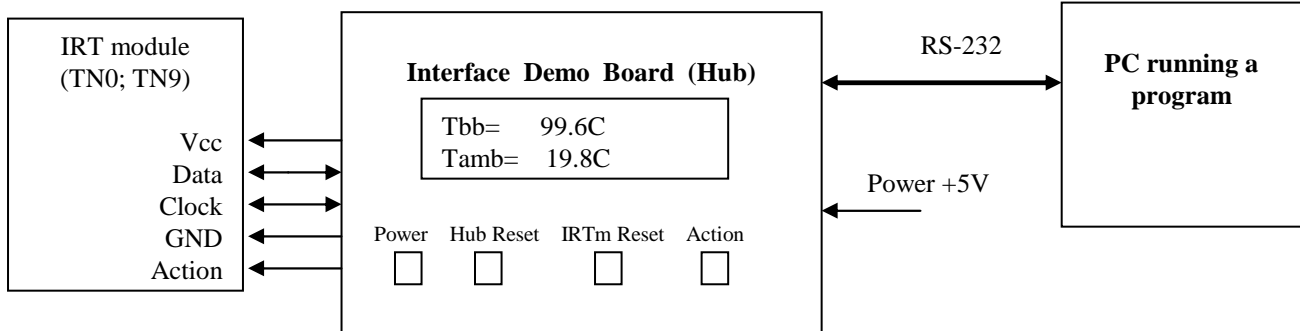 IRT module
(TN0; TN9)
Vcc
Data
Clock
GND
Action
Interface Demo Board (Hub)
Tbb= 99.6C
Tamb= 19.8C
Power Hub Reset IRTm Reset Action
RS-232
Power +5V
PC running a
program